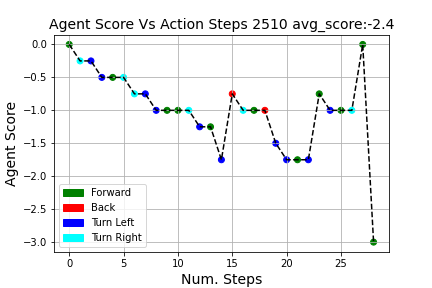 Agent Score Vs Action Steps 2510 avg_score:-2.4
Agent Score
0.0
−0.5
−1.0
−1.5
−2.0
−2.5
−3.0
Forward
Back
Turn Left
Turn Right
0 5 10 15 20 25
Num. Steps